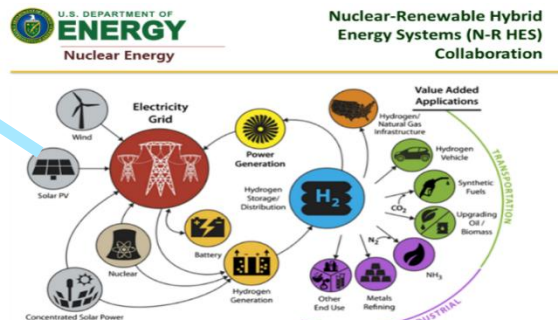 U.S. DEPARTMENT OF
ENERGY
Nuclear Energy
Nuclear-Renewable Hybrid
Energy Systems (N-R HES)
Collaboration
Value Added
Applications
Electricity
Grid
Wind
Power
Generation
Hydrogen/
Natural Gas
Infrastructure
Hydrogen
Vehicle
Solar PV
Hydrogen
Storage/
Distribution
H2
Synthetic
Fuels
CO2
Upgrading
Oil /
Biomass
TRANSPORTATION
Nuclear
Battery
Hydrogen
Generation
N2
NH3
Other
End Use
Metals
Refining
Concentrated Solar Power